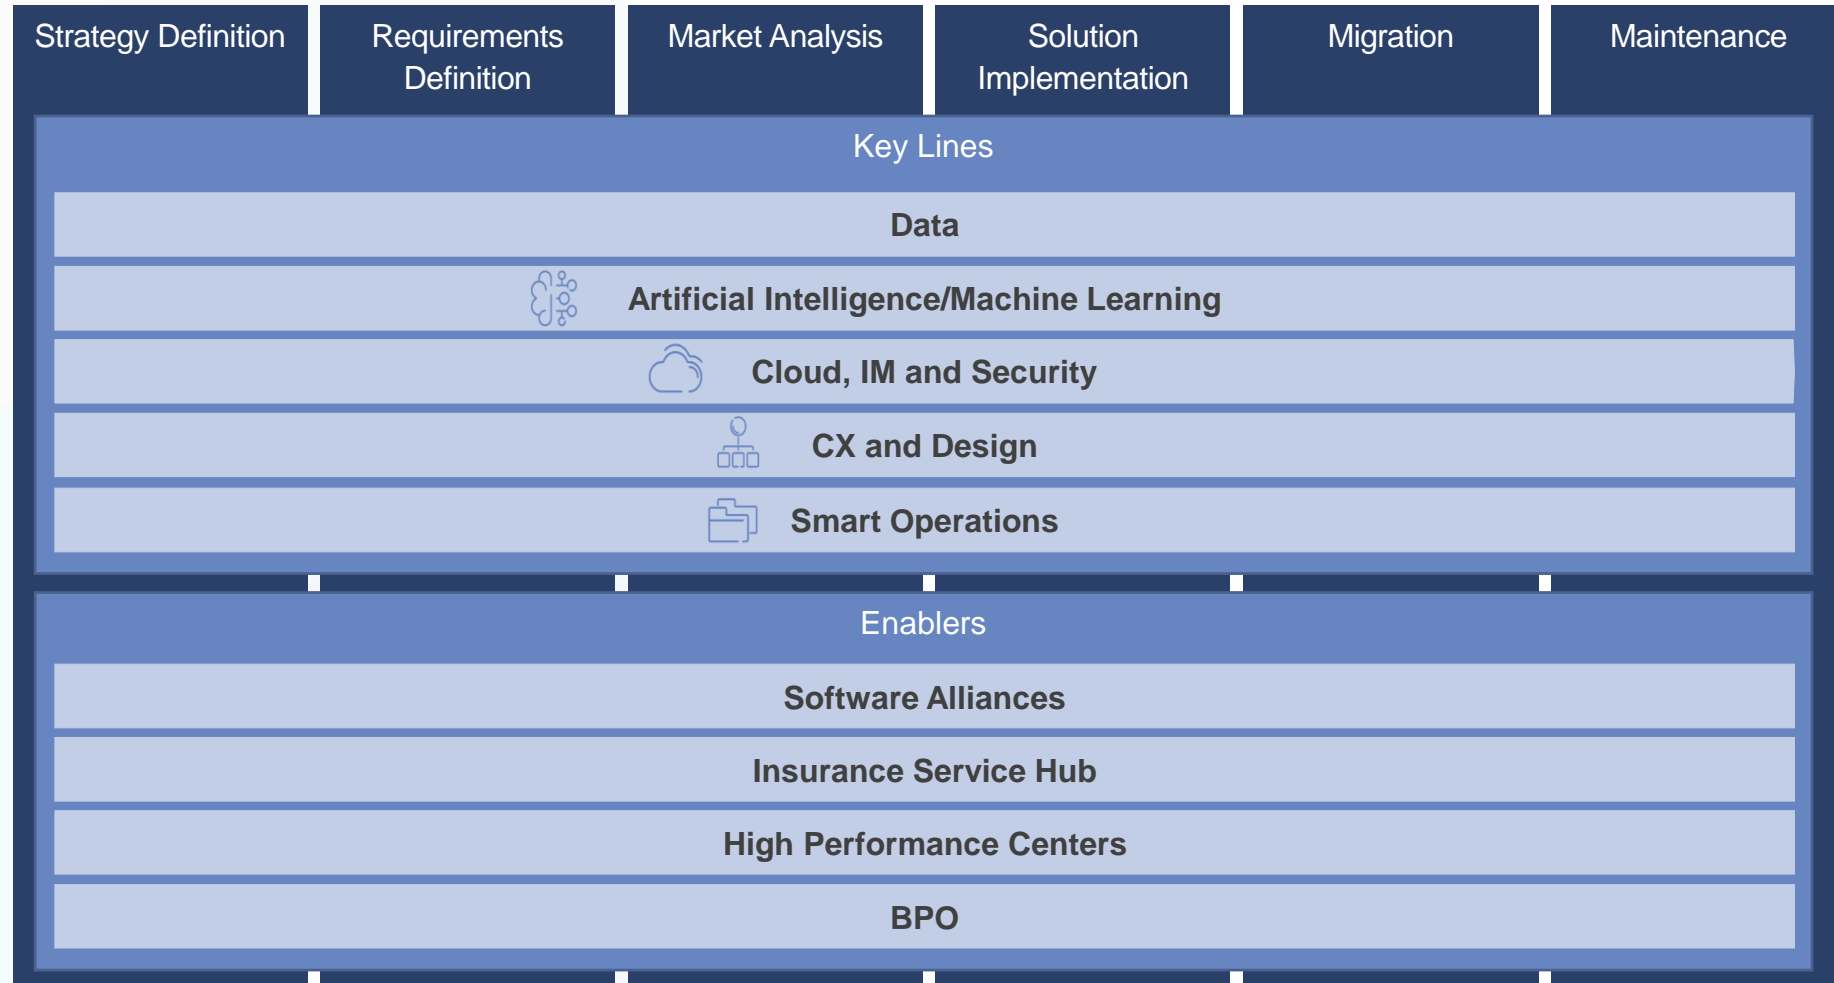 Strategy Definition
Requirements
Definition
Market Analysis
Solution
Implementation
Migration
Maintenance
Key Lines
Data
Artificial Intelligence/Machine Learning
Cloud, IM and Security
CX and Design
Smart Operations
Enablers
Software Alliances
Insurance Service Hub
High Performance Centers
BPO